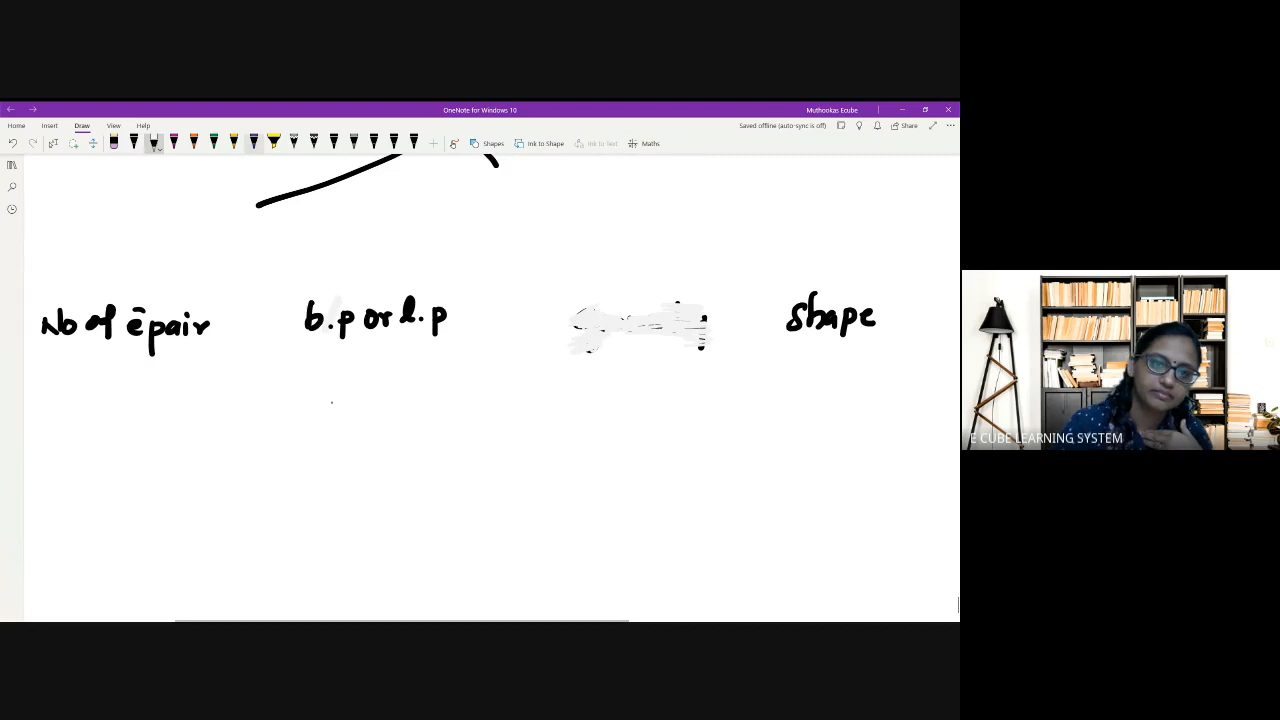 OneNote for Windows 10
Muthookas Ecube
Home Insert Draw View Help
Saved offline (auto-sync is off) Share
Shapes Ink to Shape Ink to Text Maths
No of ē pair b.p or l.p shape
E CUBE LEARNING SYSTEM